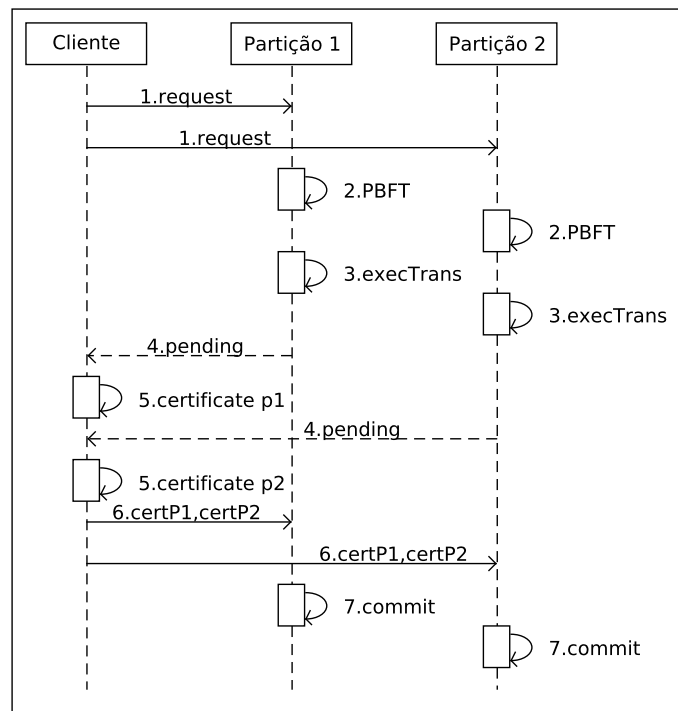 Cliente
Partição 1
Partição 2
1.request
1.request
2.PBFT
2.PBFT
3.execTrans
3.execTrans
4.pending
5.certificate p1
4.pending
5.certificate p2
6.certP1,certP2
6.certP1,certP2
7.commit
7.commit